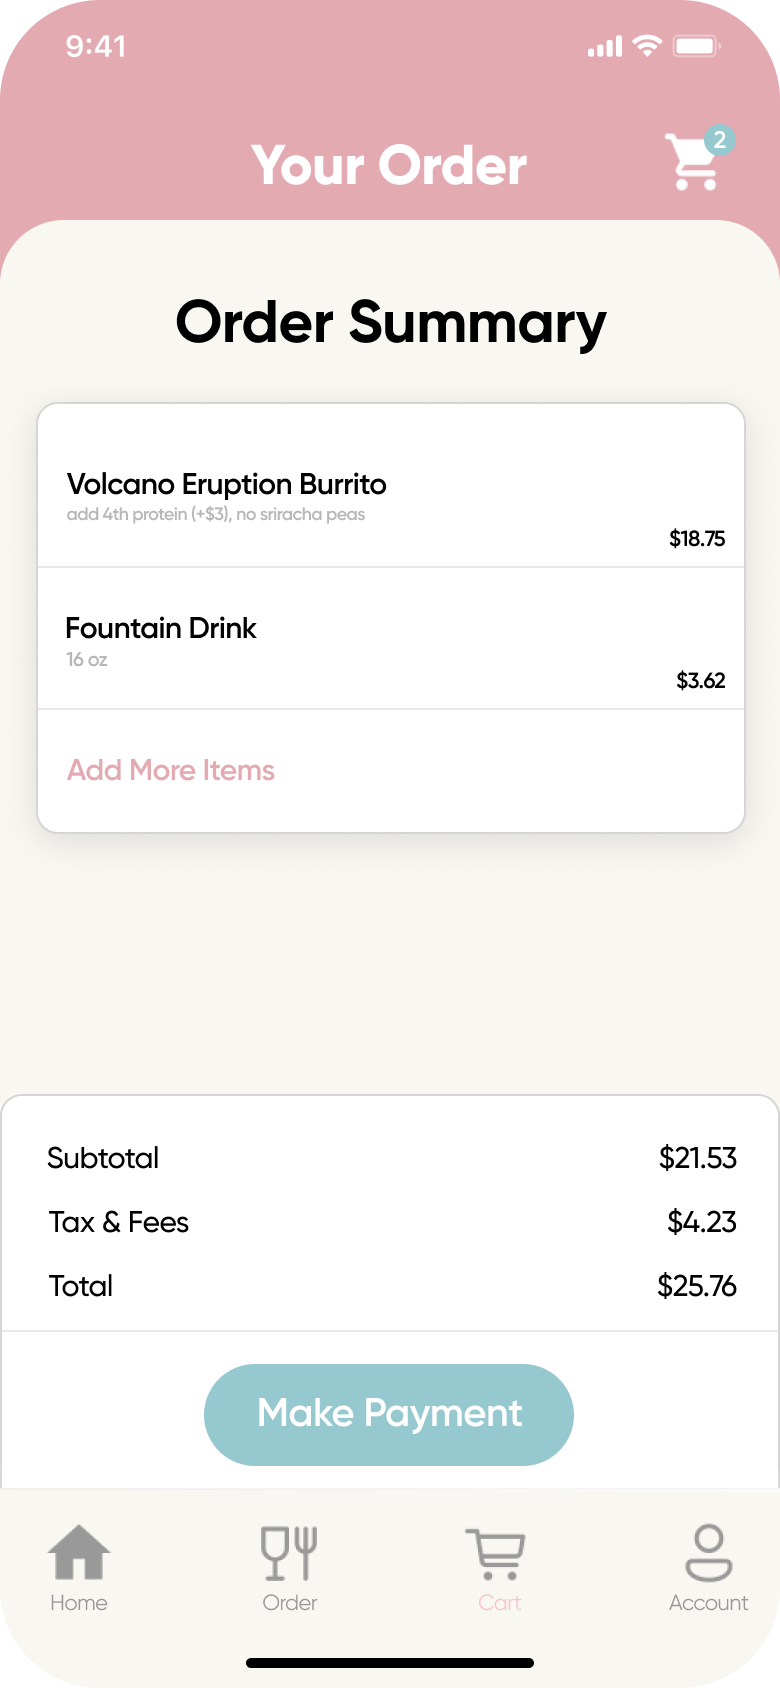 9:41
Your Order
2
Order Summary
Volcano Eruption Burrito
add 4th protein (+$3), no sriracha peas
$18.75
Fountain Drink
16 oz
$3.62
Add More Items
Subtotal $21.53
Tax & Fees $4.23
Total $25.76
Make Payment
Home Order Cart Account